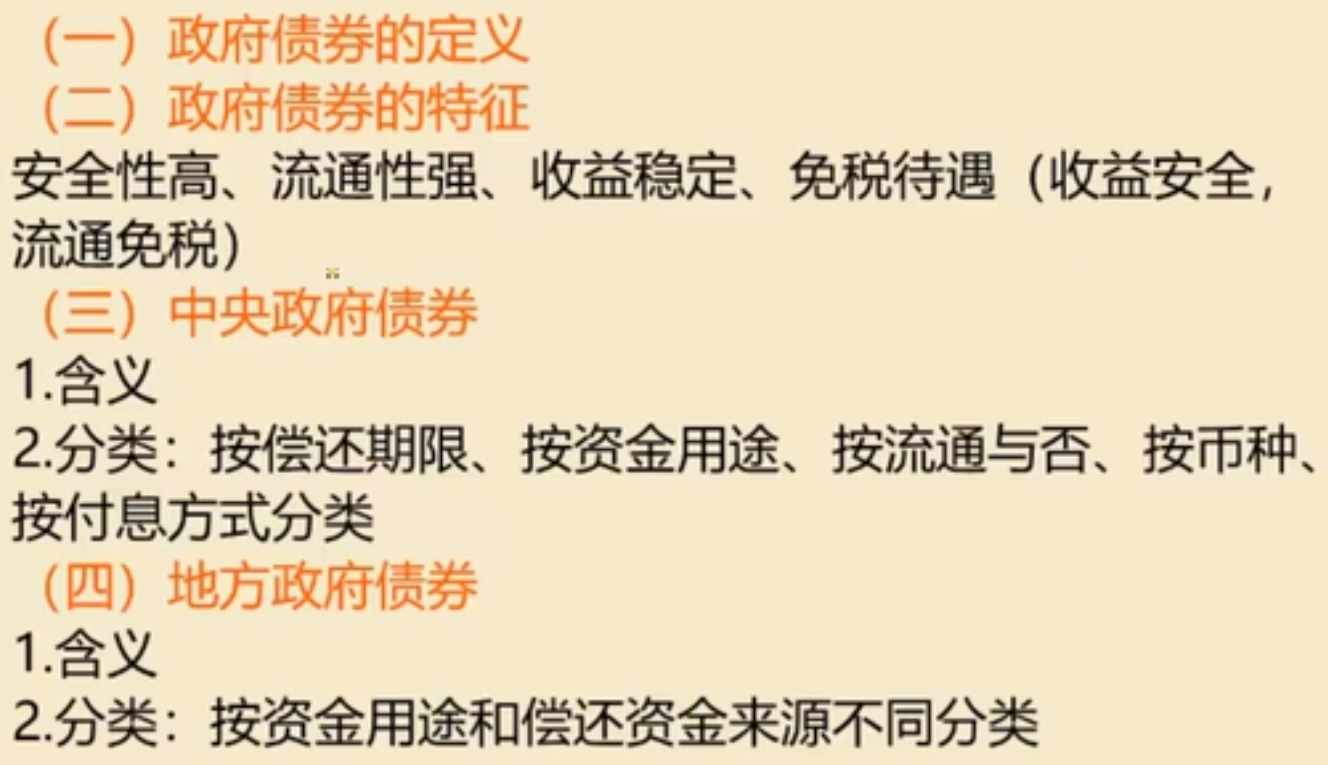 （一）政府债券的定义
（二）政府债券的特征
安全性高、流通性强、收益稳定、免税待遇（收益安全，
流通免税）
（三）中央政府债券
1.含义
2.分类：按偿还期限、按资金用途、按流通与否、按币种、
按付息方式分类
（四）地方政府债券
1.含义
2.分类：按资金用途和偿还资金来源不同分类